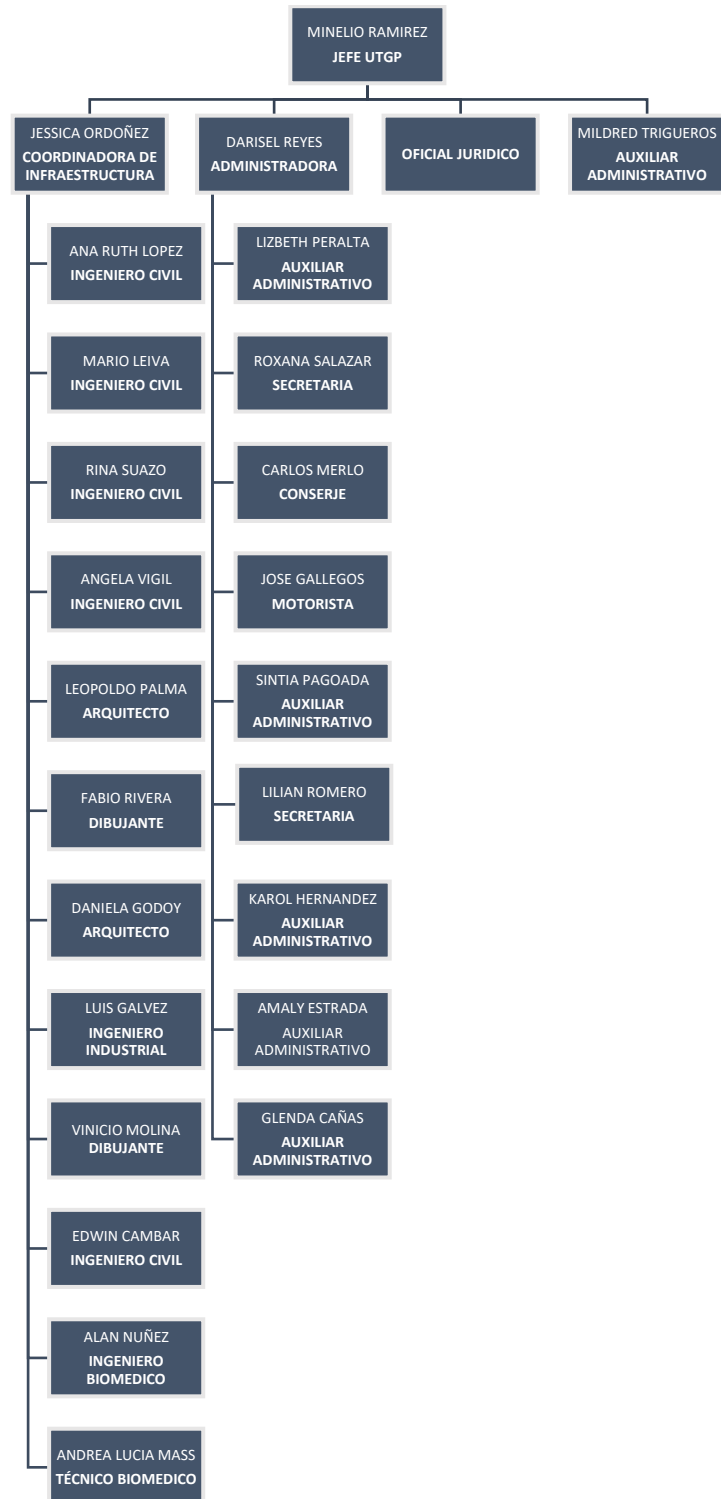 MINELIO RAMIREZ
JEFE UTGP
JESSICA ORDOÑEZ
COORDINADORA DE
INFRAESTRUCTURA
DARISEL REYES
ADMINISTRADORA
OFICIAL JURIDICO
MILDRED TRIGUEROS
AUXILIAR
ADMINISTRATIVO
ANA RUTH LOPEZ
INGENIERO CIVIL
MARIO LEIVA
INGENIERO CIVIL
RINA SUAZO
INGENIERO CIVIL
ANGELA VIGIL
INGENIERO CIVIL
LEOPOLDO PALMA
ARQUITECTO
FABIO RIVERA
DIBUJANTE
DANIELA GODOY
ARQUITECTO
LUIS GALVEZ
INGENIERO
INDUSTRIAL
VINICIO MOLINA
DIBUJANTE
EDWIN CAMBAR
INGENIERO CIVIL
ALAN NUÑEZ
INGENIERO
BIOMEDICO
ANDREA LUCIA MASS
TÉCNICO BIOMEDICO
LIZBETH PERALTA
AUXILIAR
ADMINISTRATIVO
ROXANA SALAZAR
SECRETARIA
CARLOS MERLO
CONSERJE
JOSE GALLEGOS
MOTORISTA
SINTIA PAGOADA
AUXILIAR
ADMINISTRATIVO
LILIAN ROMERO
SECRETARIA
KAROL HERNANDEZ
AUXILIAR
ADMINISTRATIVO
AMALY ESTRADA
AUXILIAR
ADMINISTRATIVO
GLENDA CAÑAS
AUXILIAR
ADMINISTRATIVO